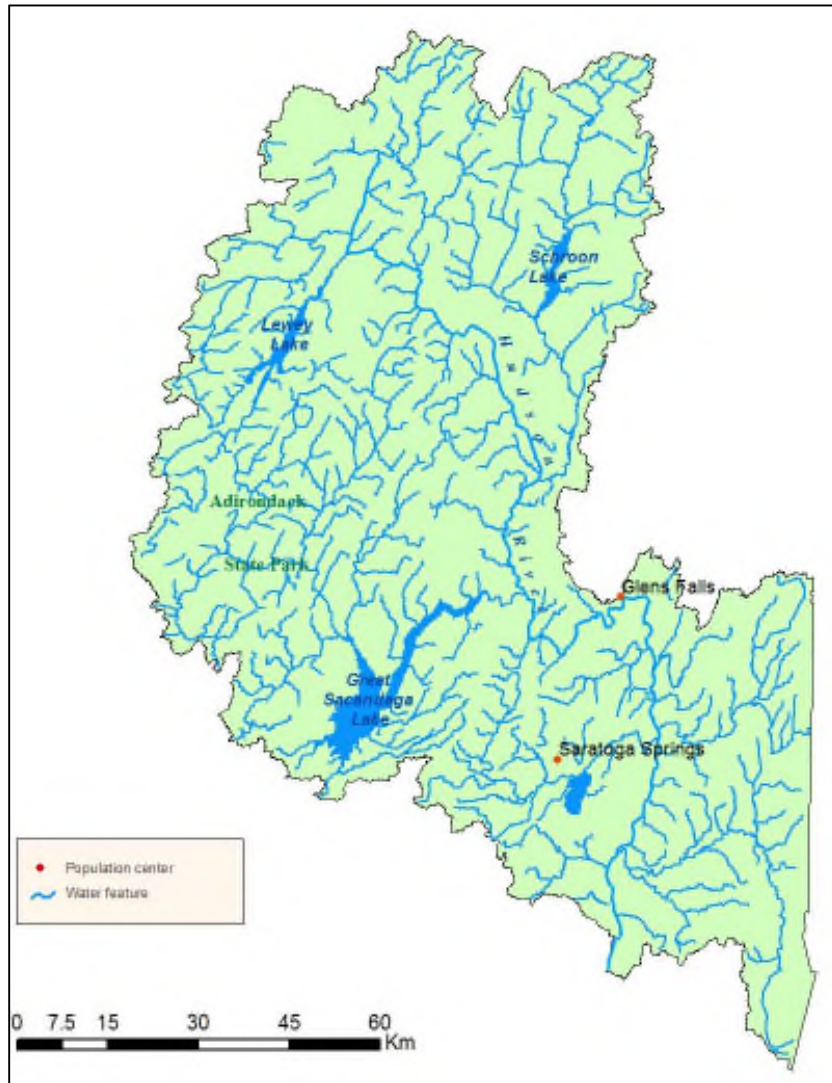 Schroon
Lake
Lewey
Lake
Hudson
River
Adirondack
State Park
Glens Falls
Great
Sacandaga
Lake
Saratoga Springs
Population center
Water feature
0 7.5 15 30 45 60
Km